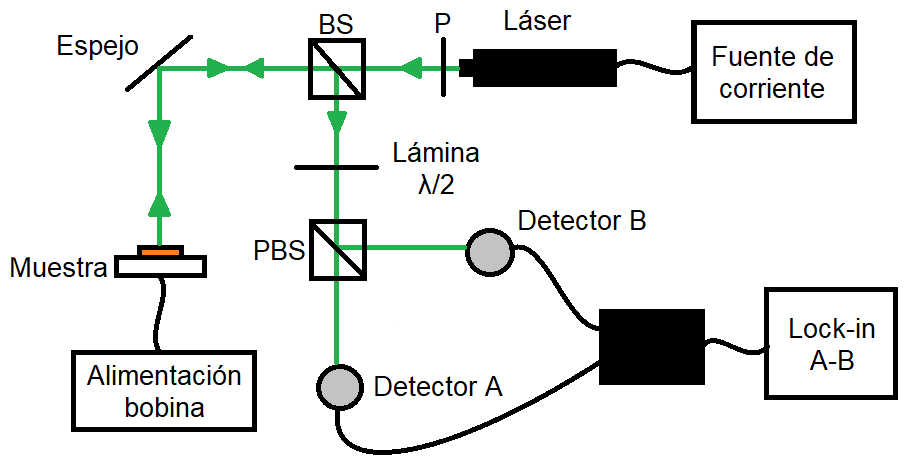 BS
P
Láser
Espejo
Fuente de
corriente
Lámina
λ/2
Detector B
PBS
Muestra
Lock-in
A-B
Alimentación
bobina
Detector A